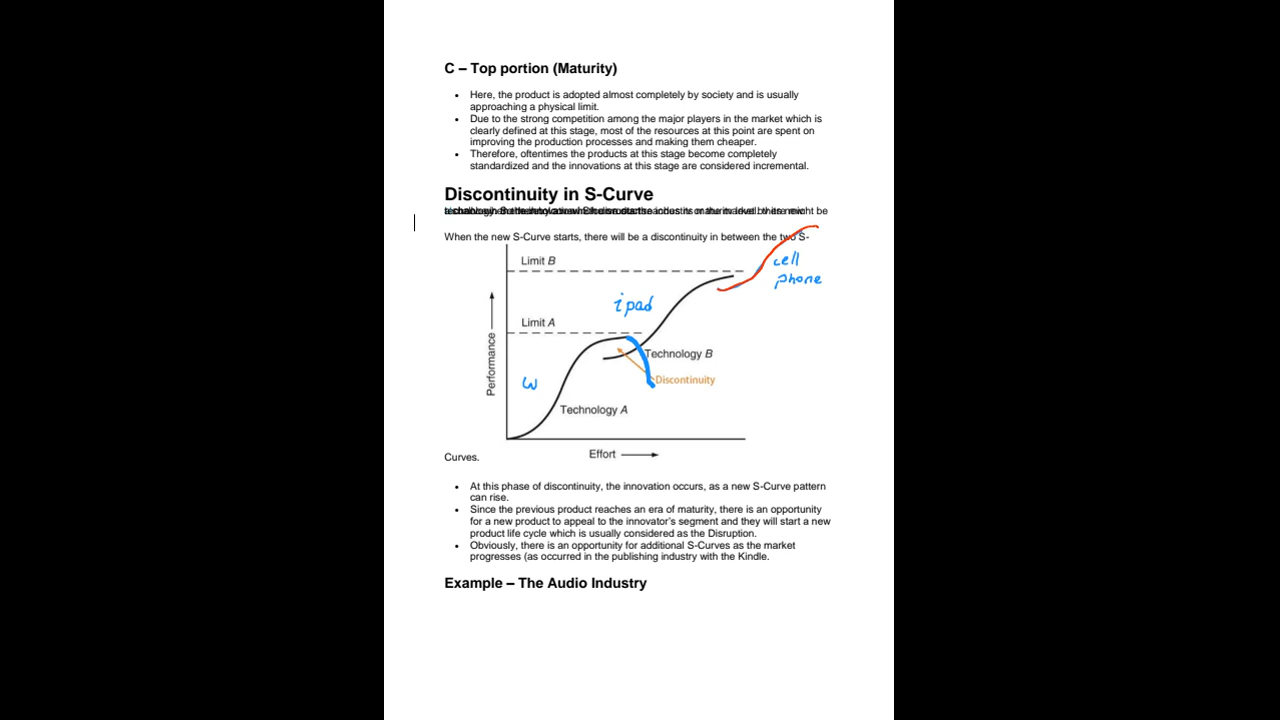 C – Top portion (Maturity)
• Here, the product is adopted almost completely by society and is usually
approaching a physical limit.
• Due to the strong competition among the major players in the market which is
clearly defined at this stage, most of the resources at this point are spent on
improving the production processes and making them cheaper.
• Therefore, oftentimes the products at this stage become completely
standardized and the innovations at this stage are considered incremental.
Discontinuity in S-Curve
might be
When the new S-Curve starts, there will be a discontinuity in between the two S-
Limit B
cell
phone
ipad
Limit A
Performance
Technology B
Discontinuity
Technology A
Effort
Curves.
• At this phase of discontinuity, the innovation occurs, as a new S-Curve pattern
can rise.
• Since the previous product reaches an era of maturity, there is an opportunity
for a new product to appeal to the innovator's segment and they will start a new
product life cycle which is usually considered as the Disruption.
• Obviously, there is an opportunity for additional S-Curves as the market
progresses (as occurred in the publishing industry with the Kindle.
Example – The Audio Industry